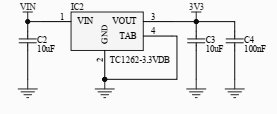 VIN IC2 3V3
1 VIN VOUT 3
GND TAB 4
C2 10uF
2
C3 10uF
C4 100nF
TC1262-3.3VDB